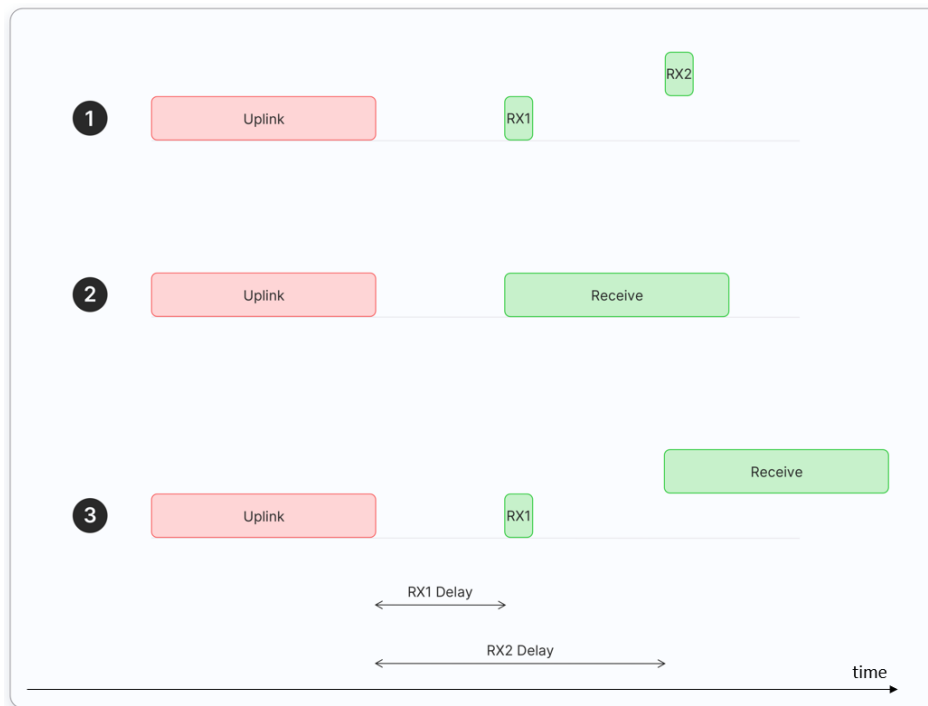 RX2
1
Uplink
RX1
2
Uplink
Receive
Receive
3
Uplink
RX1
RX1 Delay
RX2 Delay
time